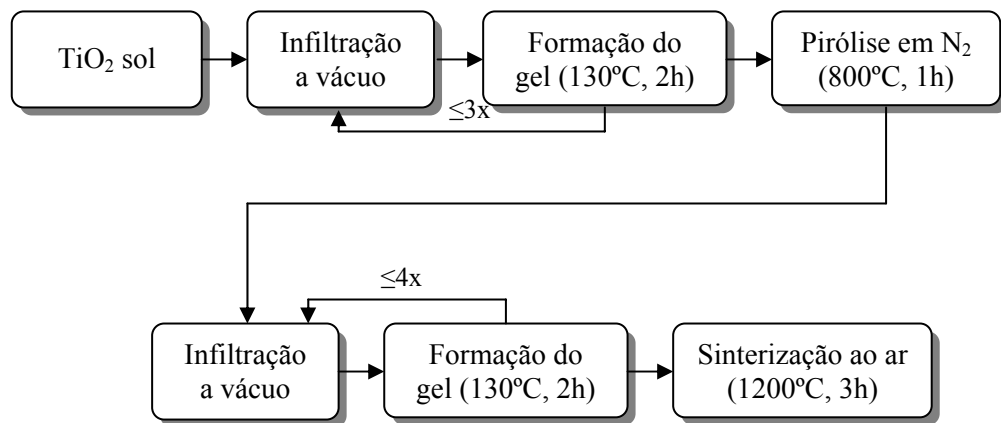 TiO₂ sol
Infiltração
a vácuo
Formação do
gel (130ºC, 2h)
Pirólise em N₂
(800ºC, 1h)
≤3x
≤4x
Infiltração
a vácuo
Formação do
gel (130ºC, 2h)
Sinterização ao ar
(1200ºC, 3h)